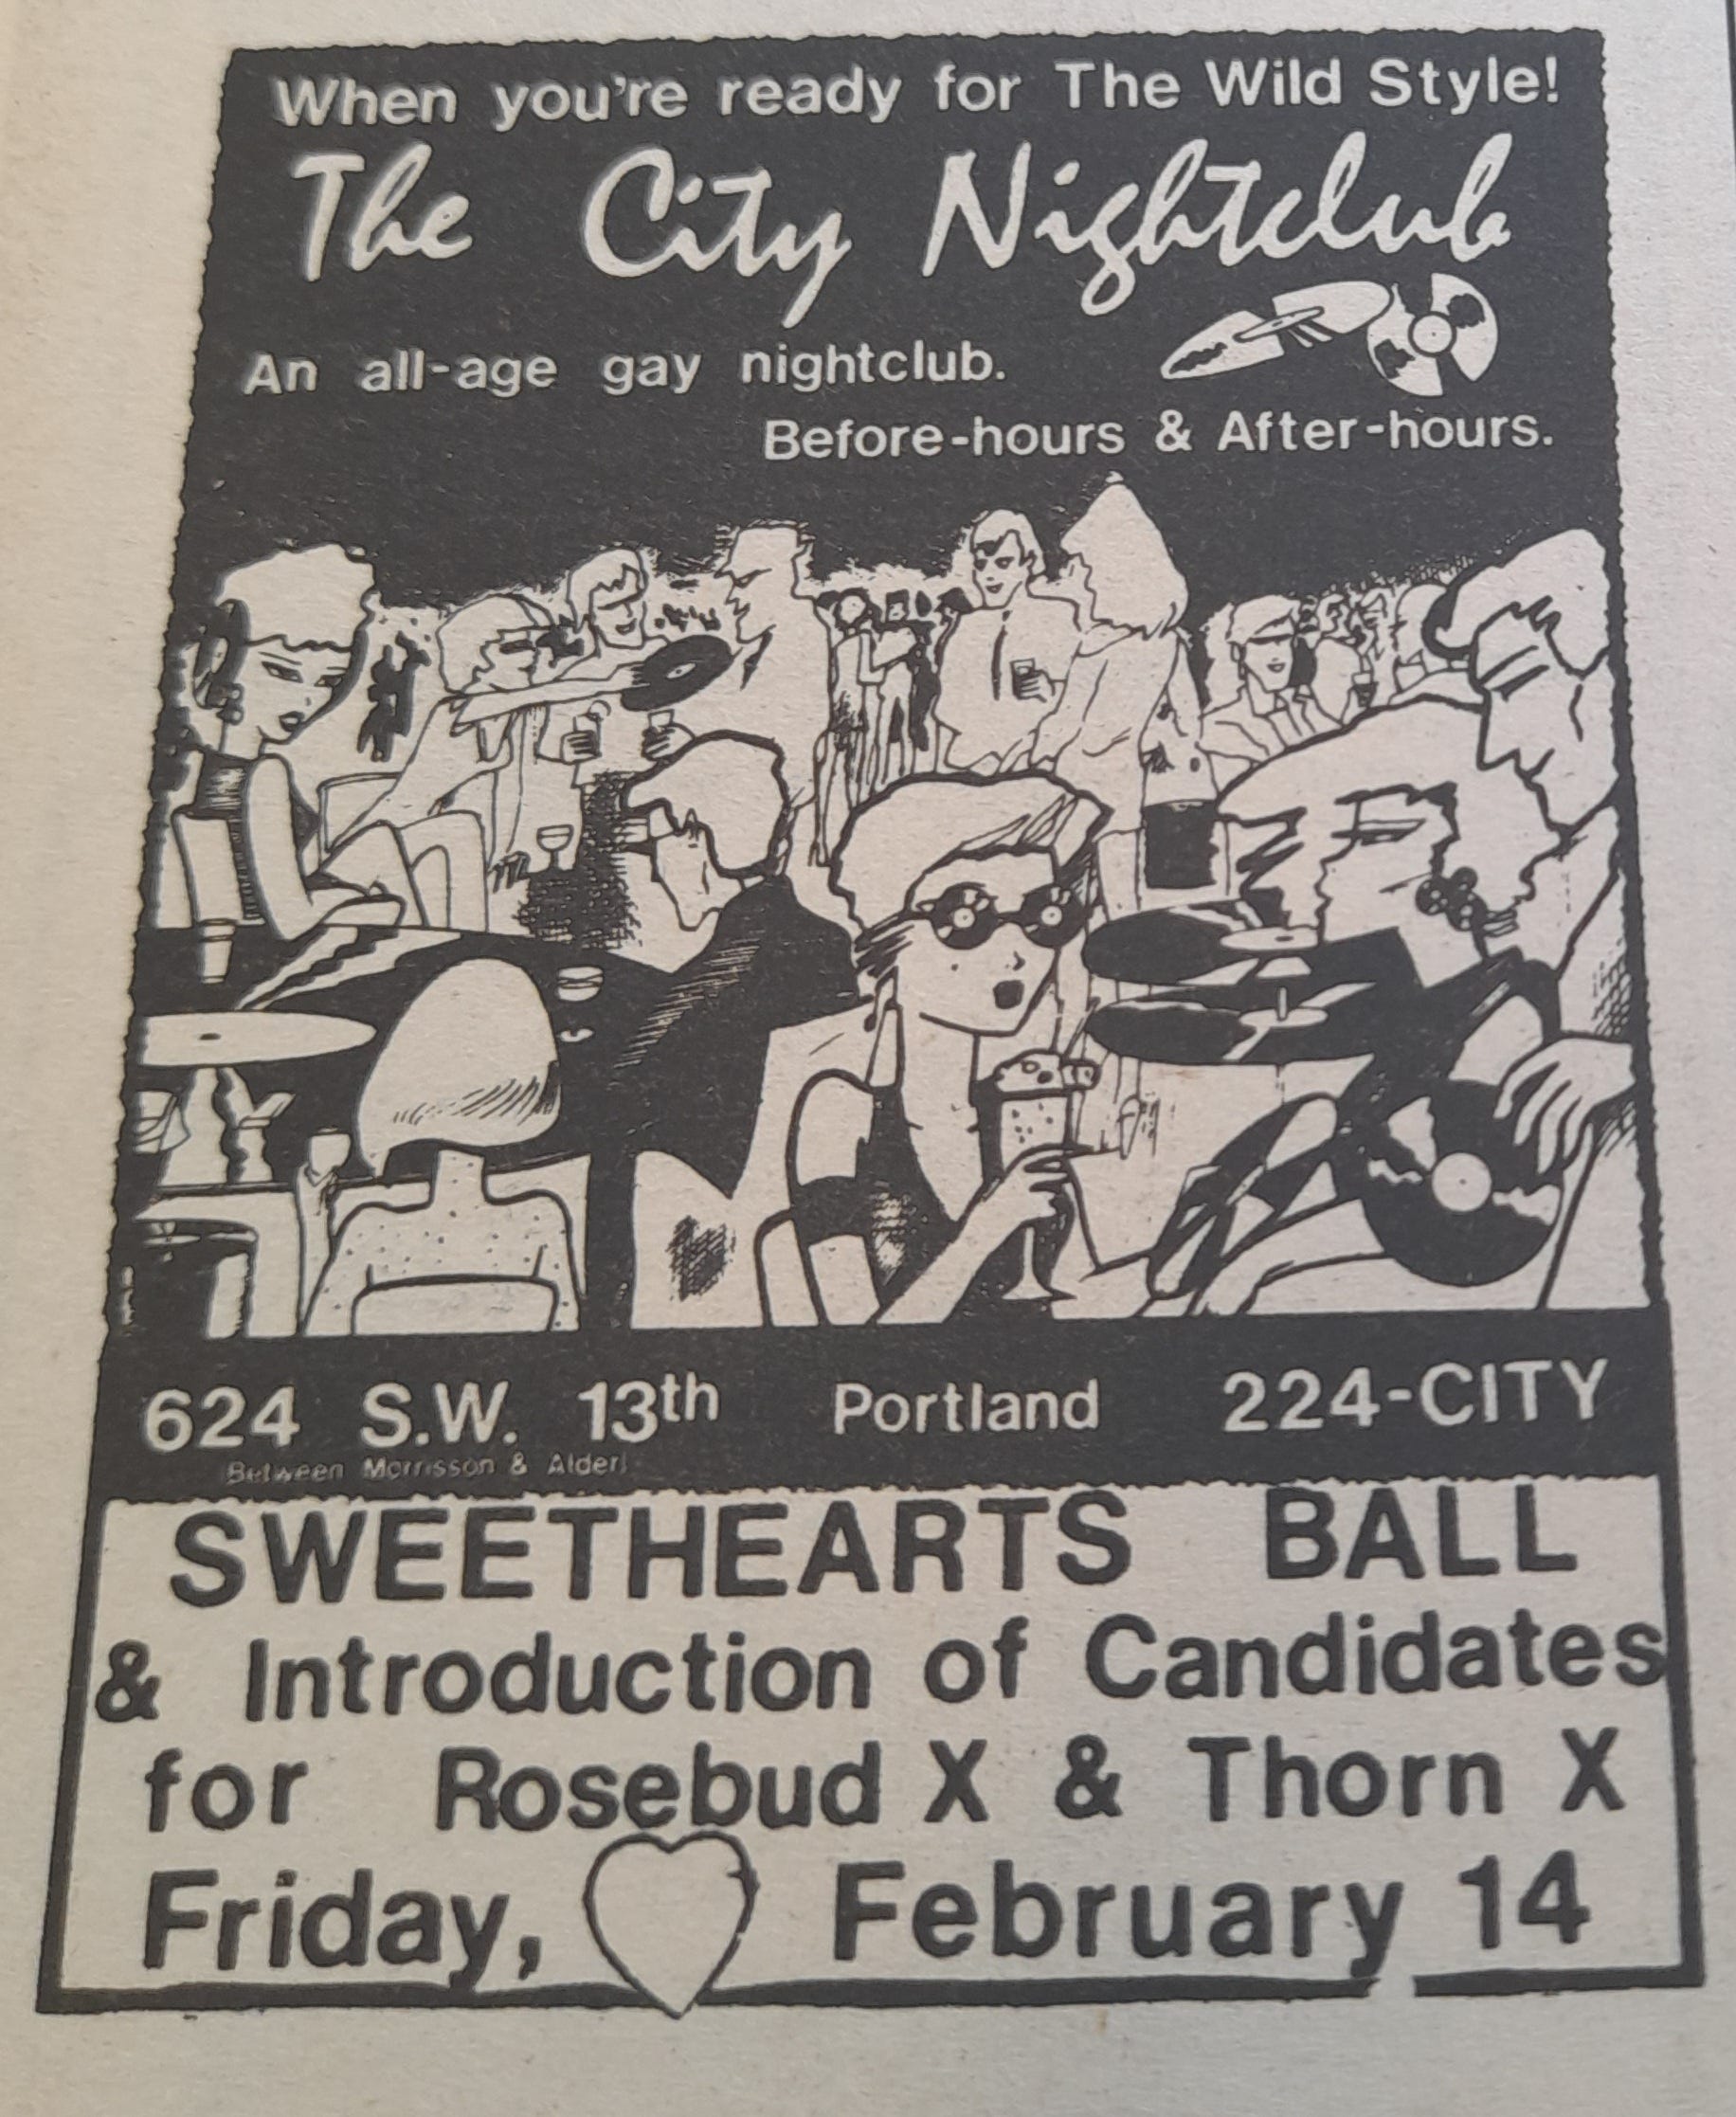 When you're ready for The Wild Style!
The City Nightclub
An all-age gay nightclub.
Before-hours & After-hours.
624 S.W. 13th Portland 224-CITY
Between Morrisson & Alder)
SWEETHEARTS BALL
& Introduction of Candidates
for Rosebud X & Thorn X
Friday, February 14